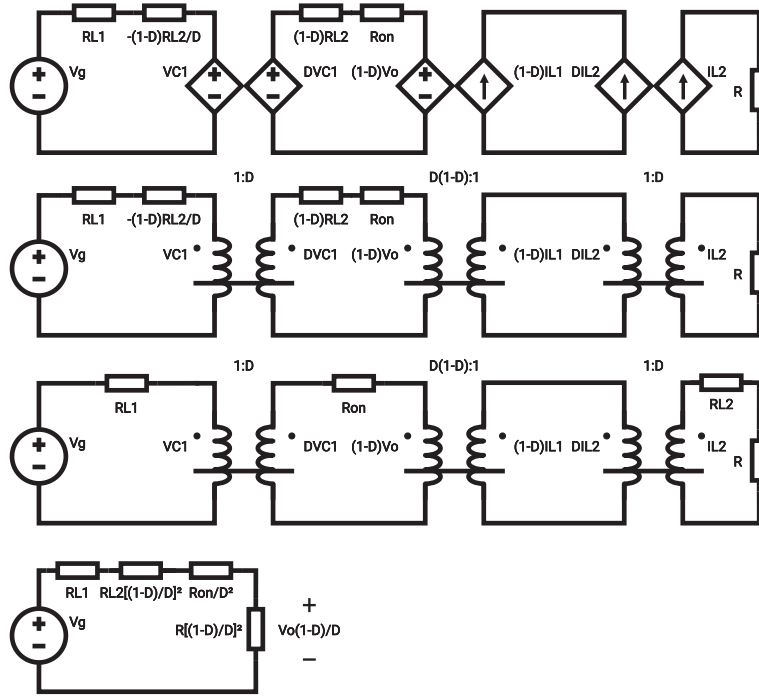 RL1 -(1-D)RL2/D (1-D)RL2 Ron
Vg VC1 DVC1 (1-D)Vo (1-D)IL1 DIL2 IL2
R
1:D D(1-D):1 1:D
RL1 -(1-D)RL2/D (1-D)RL2 Ron
Vg VC1 DVC1 (1-D)Vo (1-D)IL1 DIL2 IL2
R
1:D D(1-D):1 1:D
RL1 Ron RL2
Vg VC1 DVC1 (1-D)Vo (1-D)IL1 DIL2 IL2
R
RL1 RL2[(1-D)/D]² Ron/D²
Vg R[(1-D)/D]² Vo(1-D)/D